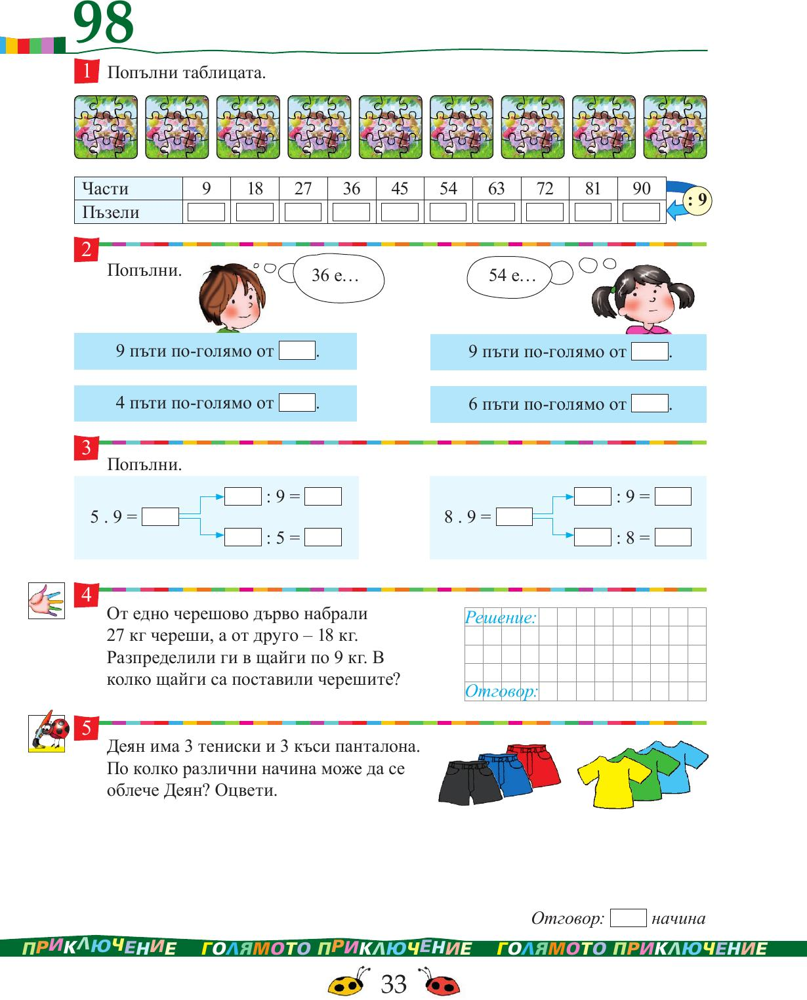 98
1 Попълни таблицата.
Части 9 18 27 36 45 54 63 72 81 90
Пъзели
: 9
2
Попълни.
36 е…
54 е…
9 пъти по-голямо от .
9 пъти по-голямо от .
4 пъти по-голямо от .
6 пъти по-голямо от .
3
Попълни.
5 . 9 =
: 9 =
: 5 =
8 . 9 =
: 9 =
: 8 =
4
От едно черешово дърво набрали
27 кг череши, а от друго – 18 кг.
Разпределили ги в щайги по 9 кг. В
колко щайги са поставили черешите?
Решение:
Отговор:
5
Деян има 3 тениски и 3 къси панталона.
По колко различни начина може да се
облече Деян? Оцвети.
Отговор: начина
ПРИКЛЮЧЕНИЕ ГОЛЯМОТО ПРИКЛЮЧЕНИЕ ГОЛЯМОТО ПРИКЛЮЧЕНИЕ
33